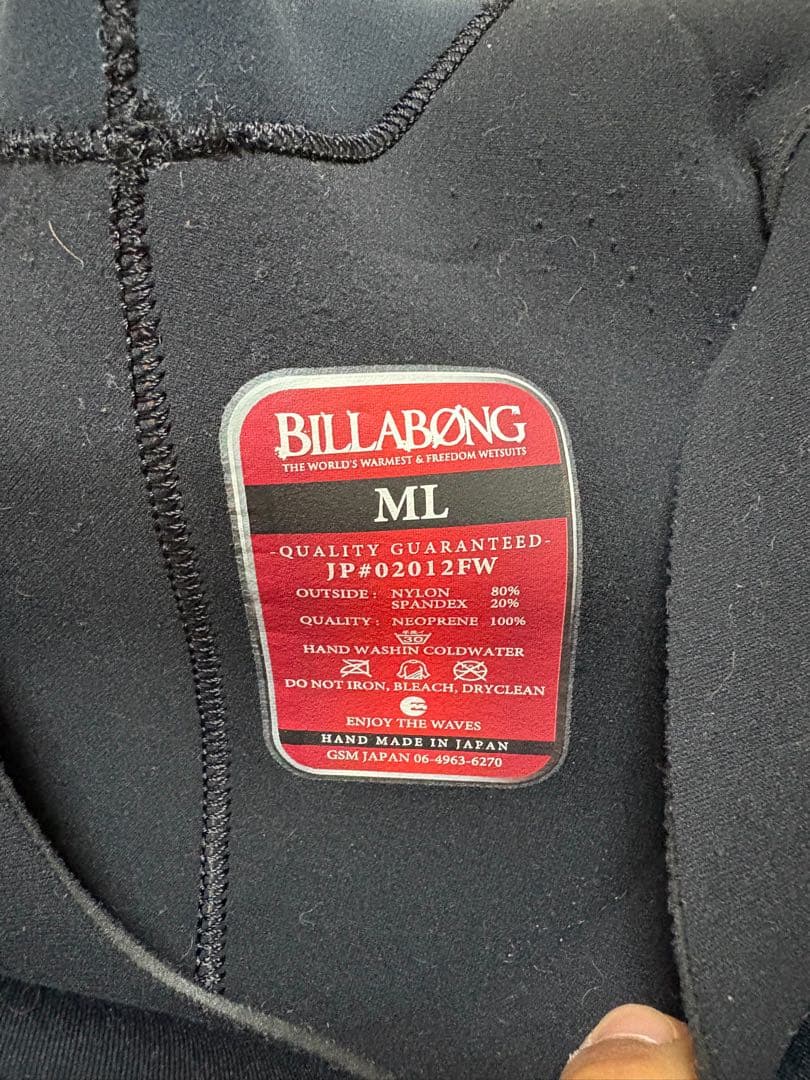 BILLABØNG
THE WORLD'S WARMEST & FREEDOM WETSUITS
ML
-QUALITY GUARANTEED-
JP#02012FW
OUTSIDE : NYLON 80%
SPANDEX 20%
QUALITY : NEOPRENE 100%
30
HAND WASHIN COLDWATER
DO NOT IRON, BLEACH, DRYCLEAN
ENJOY THE WAVES
HAND MADE IN JAPAN
GSM JAPAN 06-4963-6270